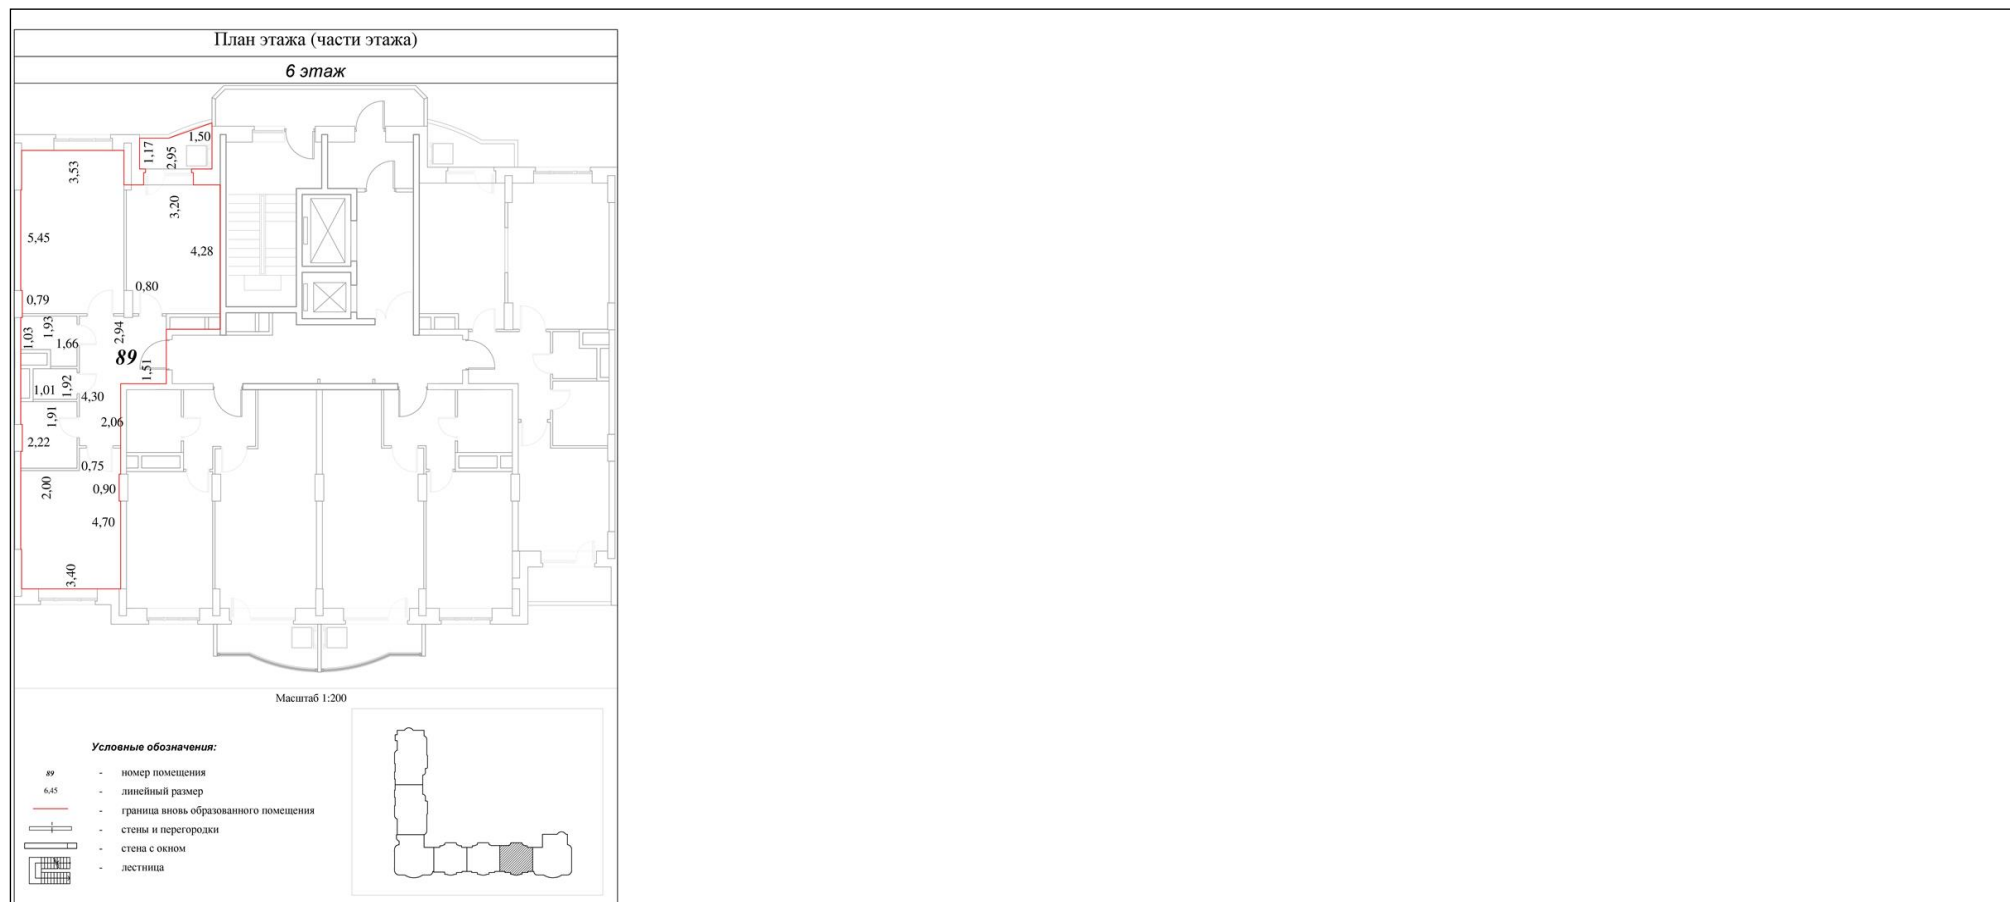 План этажа (части этажа)
6 этаж
1,50
1,17
2,95
3,53
3,20
5,45
4,28
0,80
0,79
1,03
1,93
2,94
1,66
89
1,51
1,01
1,92
4,30
1,91
2,06
2,22
0,75
2,00
0,90
4,70
3,40
Масштаб 1:200
Условные обозначения:
89 - номер помещения
6,45 - линейный размер
- граница вновь образованного помещения
- стены и перегородки
- стена с окном
- лестница